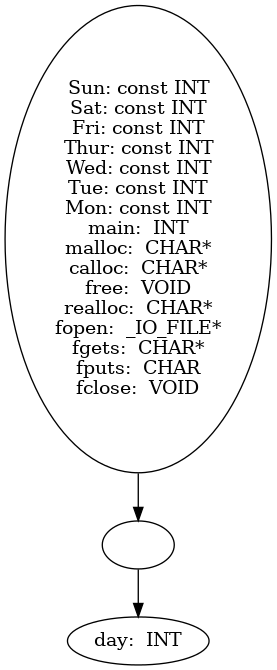 Sun: const INT
Sat: const INT
Fri: const INT
Thur: const INT
Wed: const INT
Tue: const INT
Mon: const INT
main:  INT
malloc:  CHAR*
calloc:  CHAR*
free:  VOID
realloc:  CHAR*
fopen:  _IO_FILE*
fgets:  CHAR*
fputs:  CHAR
fclose:  VOID
day:  INT